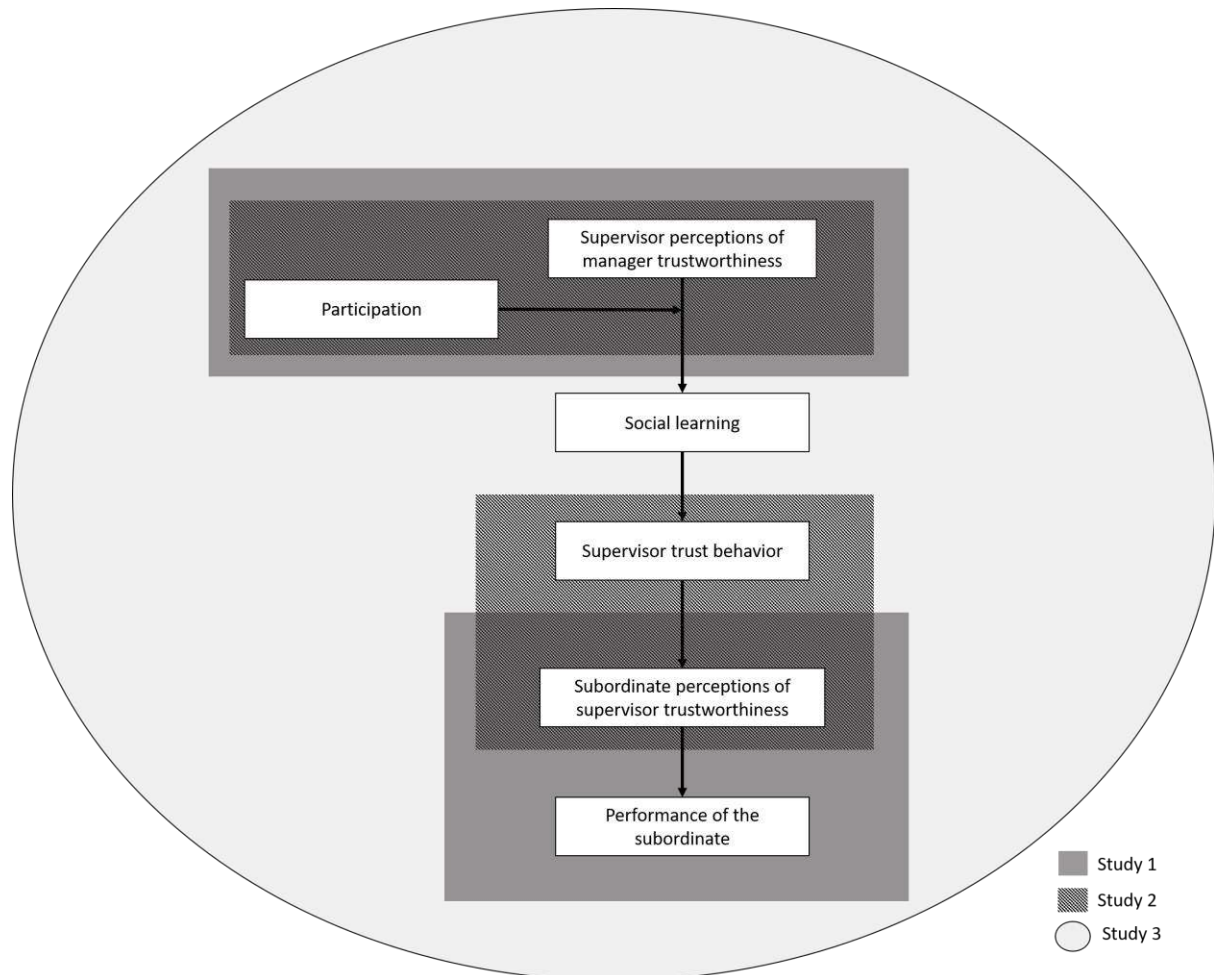 Supervisor perceptions of
manager trustworthiness
Participation
Social learning
Supervisor trust behavior
Subordinate perceptions of
supervisor trustworthiness
Performance of the
subordinate
Study 1
Study 2
Study 3